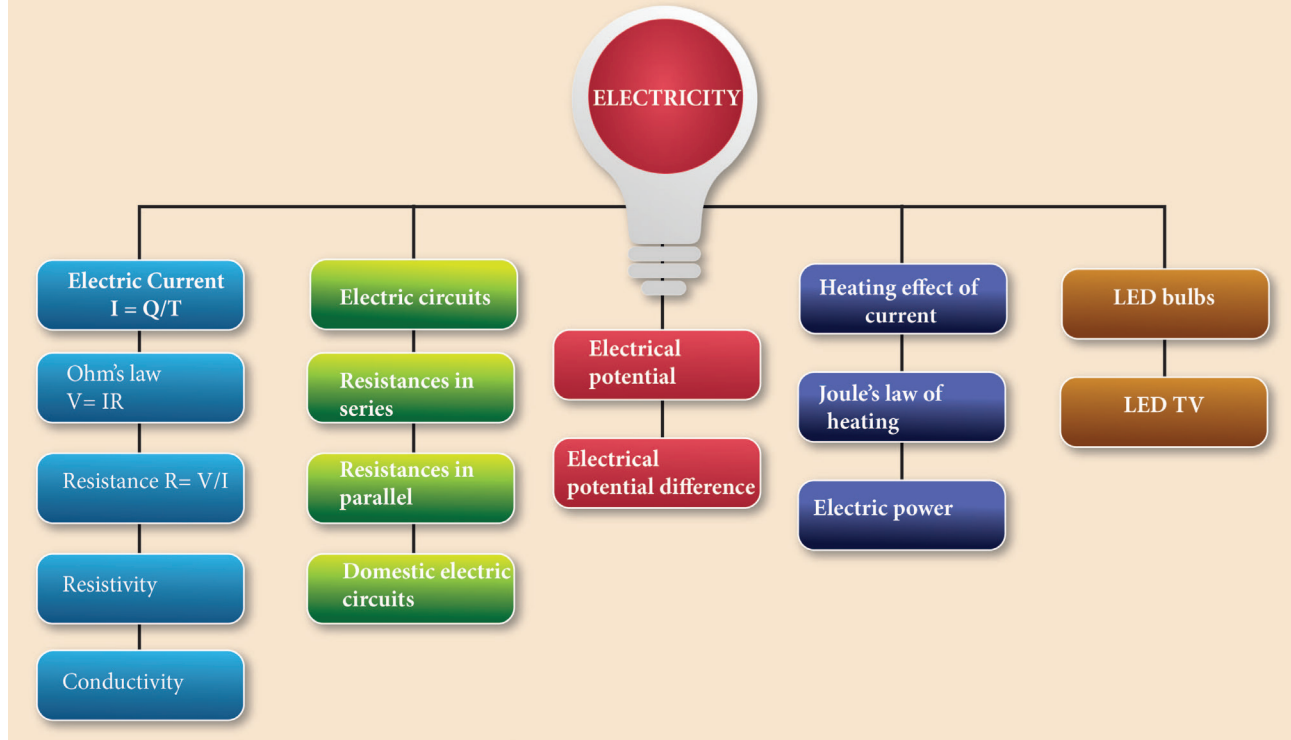 ELECTRICITY
Electric Current
I = Q/T
Ohm's law
V= IR
Resistance R= V/I
Resistivity
Conductivity
Electric circuits
Resistances in
series
Resistances in
parallel
Domestic electric
circuits
Electrical
potential
Electrical
potential difference
Heating effect of
current
Joule's law of
heating
Electric power
LED bulbs
LED TV